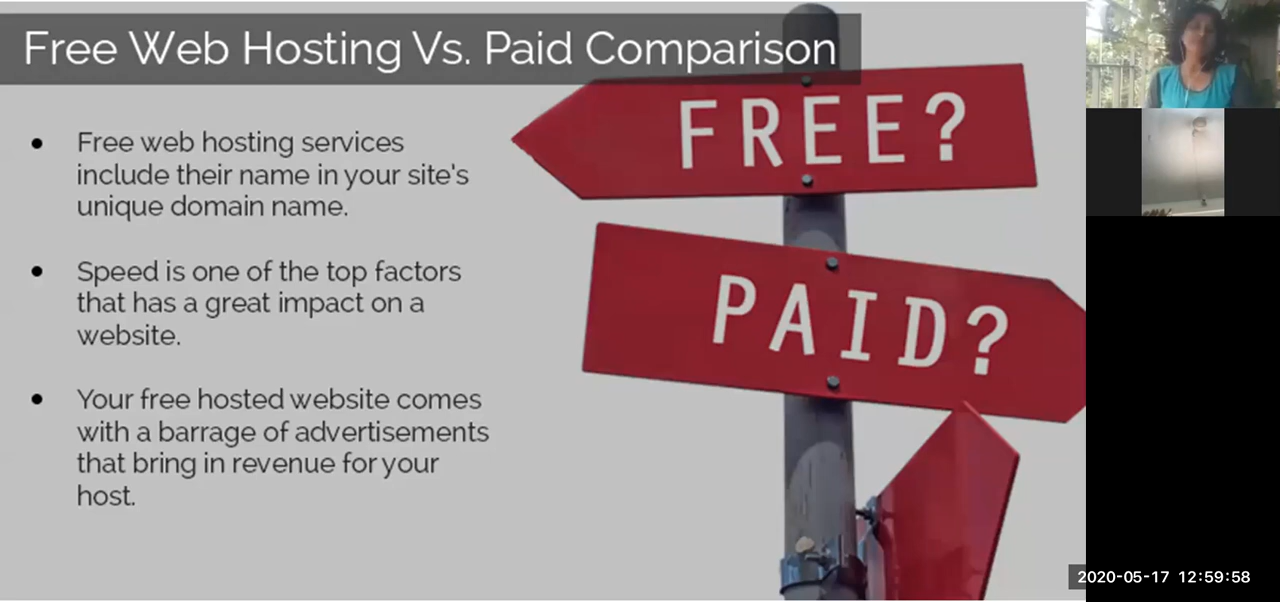 Free Web Hosting Vs. Paid Comparison
FREE?
PAID?
Free web hosting services
include their name in your site's
unique domain name.
Speed is one of the top factors
that has a great impact on a
website.
Your free hosted website comes
with a barrage of advertisements
that bring in revenue for your
host.
2020-05-17 12:59:58